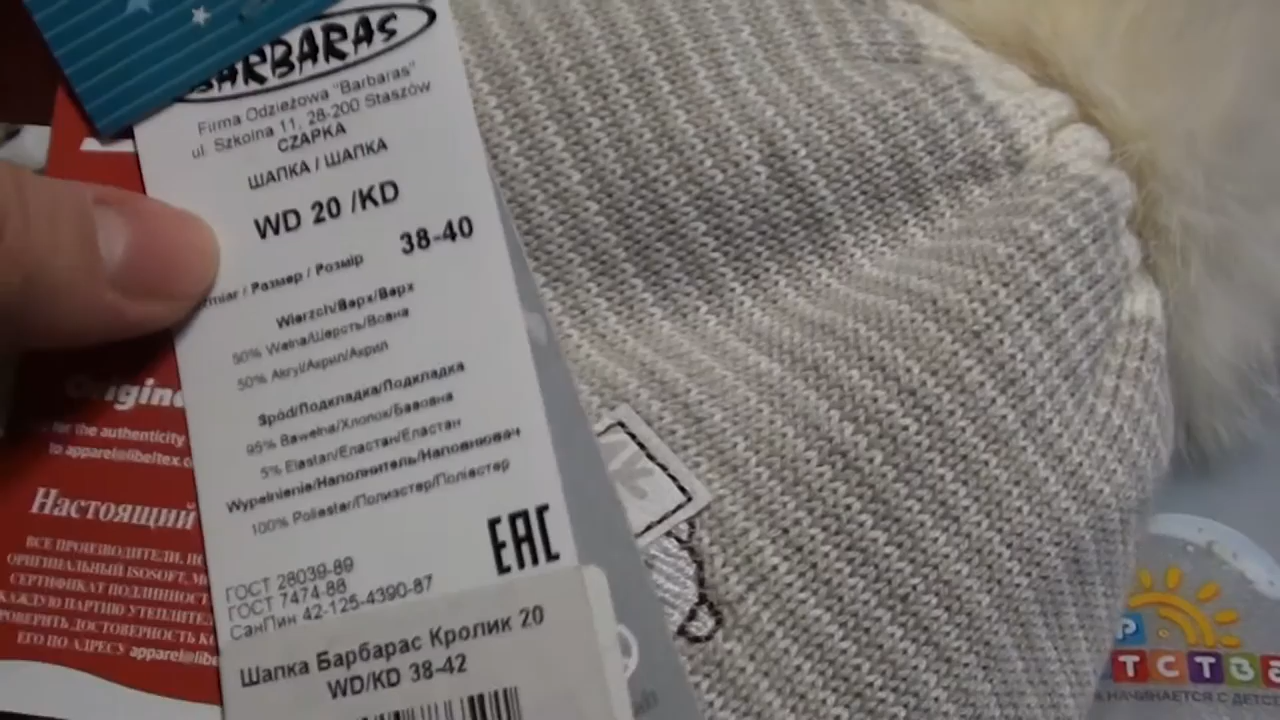 BARBARAS
Firma Odzieżowa "Barbaras"
ul. Szkolna 11, 28-200 Staszów
CZAPKA
ШАПКА / ШАПКА
WD 20 /KD
38-40
/ Размер / Розмір
Wierzch/Верх/Верх
50% Wełna/Шерсть/Вовна
50% Akryl/Акрил/Акрил
Spód/Подкладка/Подкладка
95% Bawełna/Хлопок/Бавовна
5% Elastan/Еластан/Еластан
Wypełnienie/Наполнитель/Наповнювач
100% Poliester/Полиэстер/Поліестер
EAC
ГОСТ 28039-89
ГОСТ 7474-88
СанПин 42-125-4390-87
Шапка Барбарас Кролик 20
WD/KD 38-42
for the authenticity
to apparel@libeltex.c
Настоящий
ВСЕ ПРОИЗВОДИТЕЛИ,
ОРИГИНАЛЬНЫЙ ISOSOFT,
СЕРТИФИКАТ ПОДЛИННОСТ
КАЖДУЮ ПАРТИЮ УТЕПЛИТЕЛ
ПРОВЕРИТЬ ДОСТОВЕРНОСТЬ
ЕГО ПО АДРЕСУ apparel@libe
ТСТВА
НАЧИНАЕТСЯ С ДЕТС